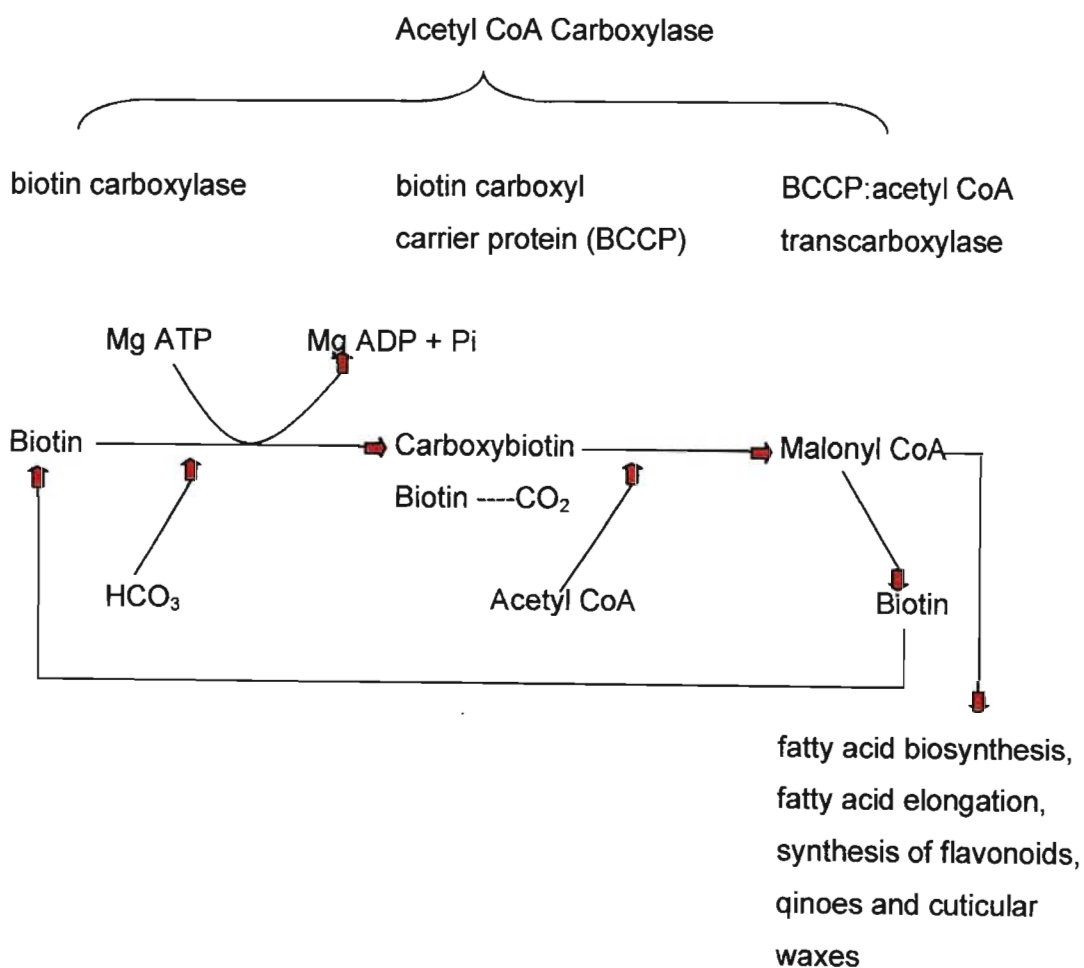 Acetyl CoA Carboxylase
biotin carboxylase
biotin carboxyl
carrier protein (BCCP)
BCCP:acetyl CoA
transcarboxylase
Mg ATP
Mg ADP + Pi
Biotin
Carboxybiotin
Biotin ----CO₂
Malonyl CoA
HCO₃
Acetyl CoA
Biotin
fatty acid biosynthesis,
fatty acid elongation,
synthesis of flavonoids,
qinoes and cuticular
waxes